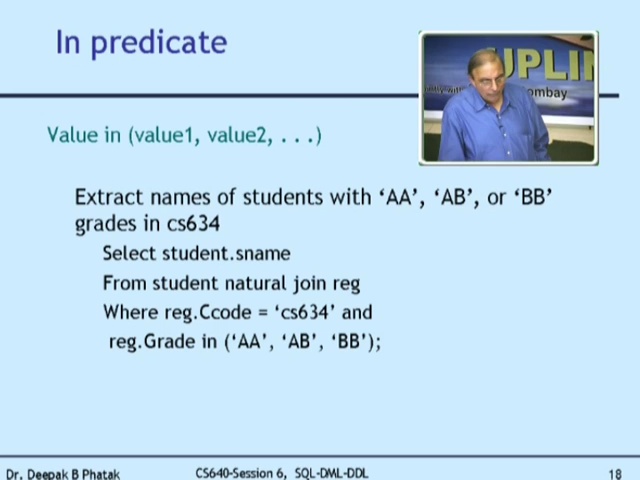 In predicate
UPLI
ombay
Value in (value1, value2, . . .)
Extract names of students with ‘AA’, ‘AB’, or ‘BB’
grades in cs634
Select student.sname
From student natural join reg
Where reg.Ccode = ‘cs634’ and
reg.Grade in (‘AA’, ‘AB’, ‘BB’);
Dr. Deepak B Phatak
CS640-Session 6, SQL-DML-DDL
18